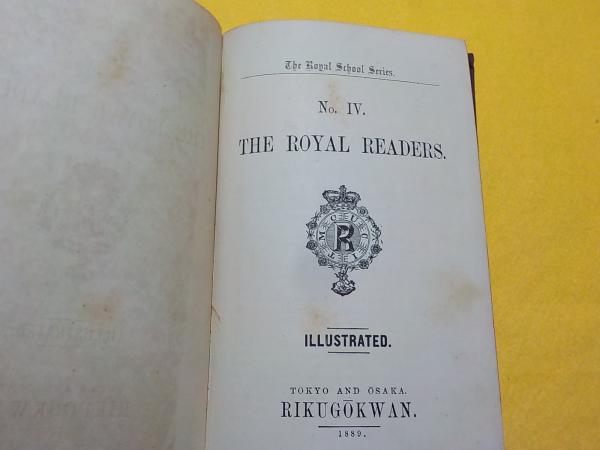 The Royal School Series.
No. IV.
THE ROYAL READERS.
R
ILLUSTRATED.
TOKYO AND ŌSAKA.
RIKUGŌKWAN.
1889.